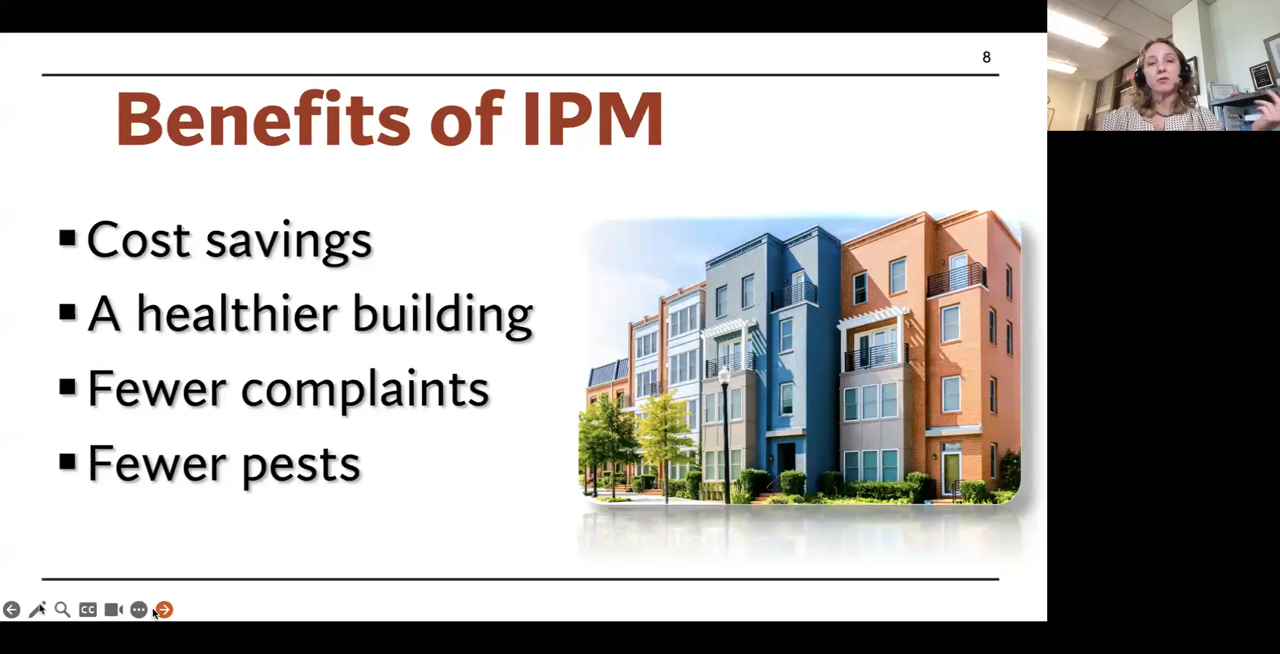 8
Benefits of IPM
▪ Cost savings
▪ A healthier building
▪ Fewer complaints
▪ Fewer pests
CC